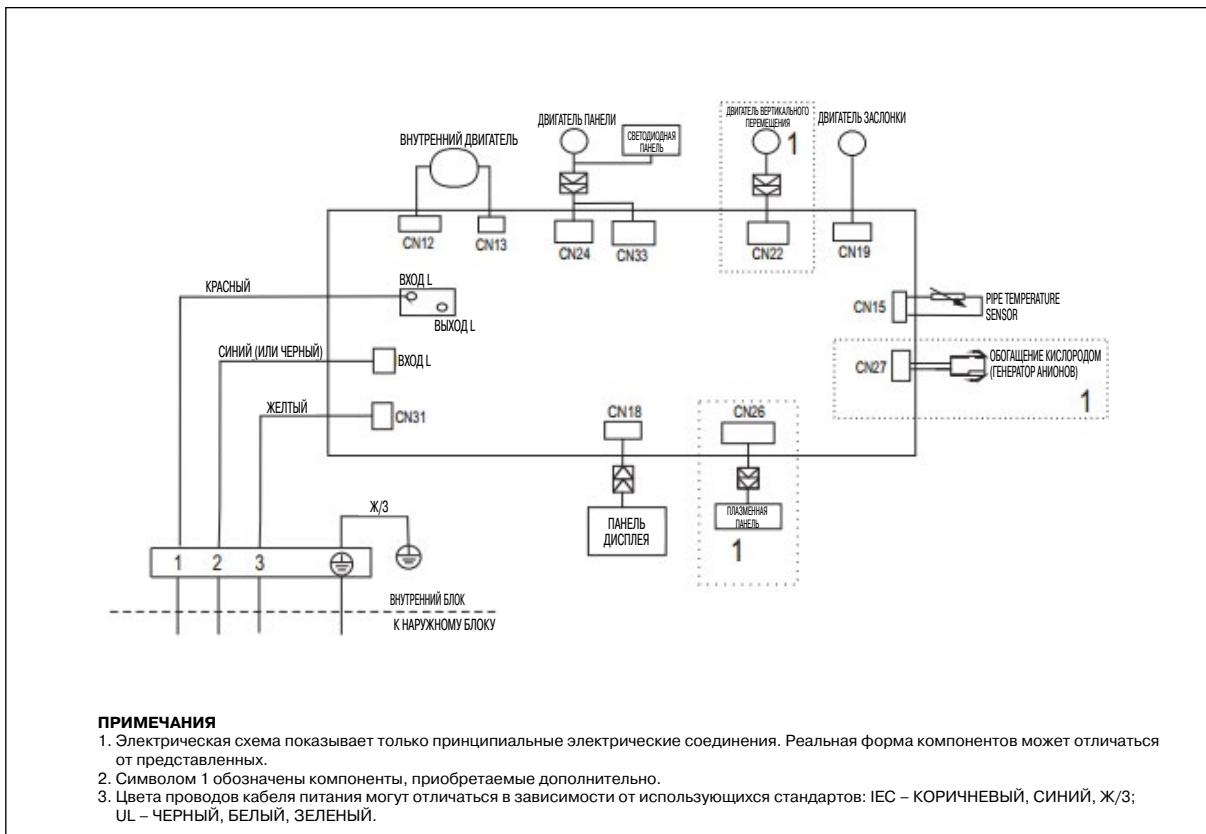 ДВИГАТЕЛЬ ПАНЕЛИ
СВЕТОДИОДНАЯ
ПАНЕЛЬ
ДВИГАТЕЛЬ ВЕРТИКАЛЬНОГО
ПЕРЕМЕЩЕНИЯ
1
ДВИГАТЕЛЬ ЗАСЛОНКИ
ВНУТРЕННИЙ ДВИГАТЕЛЬ
CN12
CN13
CN24
CN33
CN22
CN19
КРАСНЫЙ
ВХОД L
ВЫХОД L
CN15
PIPE TEMPERATURE
SENSOR
СИНИЙ (ИЛИ ЧЕРНЫЙ)
ВХОД L
CN27
ОБОГАЩЕНИЕ КИСЛОРОДОМ
(ГЕНЕРАТОР АНИОНОВ)
1
ЖЕЛТЫЙ
CN31
CN18
CN26
ПАНЕЛЬ
ДИСПЛЕЯ
ПЛАЗМЕННАЯ
ПАНЕЛЬ
1
Ж/З
1 2 3
ВНУТРЕННИЙ БЛОК
К НАРУЖНОМУ БЛОКУ
ПРИМЕЧАНИЯ
1. Электрическая схема показывает только принципиальные электрические соединения. Реальная форма компонентов может отличаться
от представленных.
2. Символом 1 обозначены компоненты, приобретаемые дополнительно.
3. Цвета проводов кабеля питания могут отличаться в зависимости от использующихся стандартов: IEC – КОРИЧНЕВЫЙ, СИНИЙ, Ж/З;
UL – ЧЕРНЫЙ, БЕЛЫЙ, ЗЕЛЕНЫЙ.